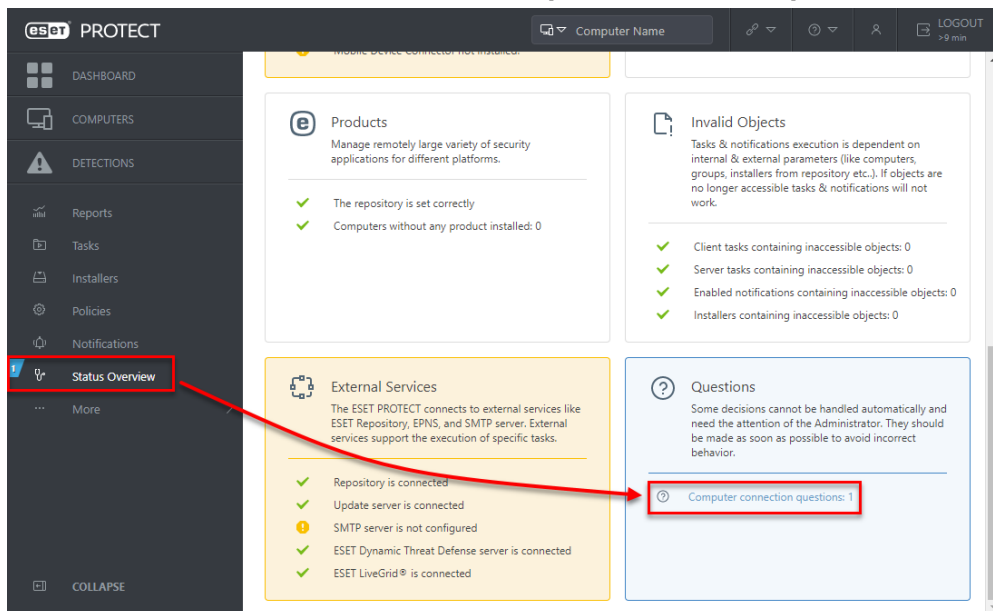 eset PROTECT
Computer Name
LOGOUT
>9 min
DASHBOARD
COMPUTERS
DETECTIONS
Reports
Tasks
Installers
Policies
Notifications
1
Status Overview
More
COLLAPSE
Mobile Device Connector not installed.
Products
Manage remotely large variety of security
applications for different platforms.
The repository is set correctly
Computers without any product installed: 0
Invalid Objects
Tasks & notifications execution is dependent on
internal & external parameters (like computers,
groups, installers from repository etc..). If objects are
no longer accessible tasks & notifications will not
work.
Client tasks containing inaccessible objects: 0
Server tasks containing inaccessible objects: 0
Enabled notifications containing inaccessible objects: 0
Installers containing inaccessible objects: 0
External Services
The ESET PROTECT connects to external services like
ESET Repository, EPNS, and SMTP server. External
services support the execution of specific tasks.
Repository is connected
Update server is connected
SMTP server is not configured
ESET Dynamic Threat Defense server is connected
ESET LiveGrid® is connected
Questions
Some decisions cannot be handled automatically and
need the attention of the Administrator. They should
be made as soon as possible to avoid incorrect
behavior.
Computer connection questions: 1